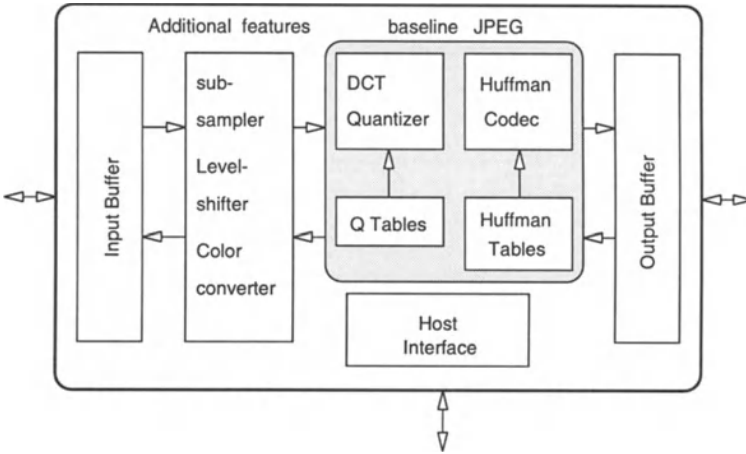 Additional features
baseline JPEG
Input Buffer
sub-
sampler
Level-
shifter
Color
converter
DCT
Quantizer
Q Tables
Huffman
Codec
Huffman
Tables
Output Buffer
Host
Interface